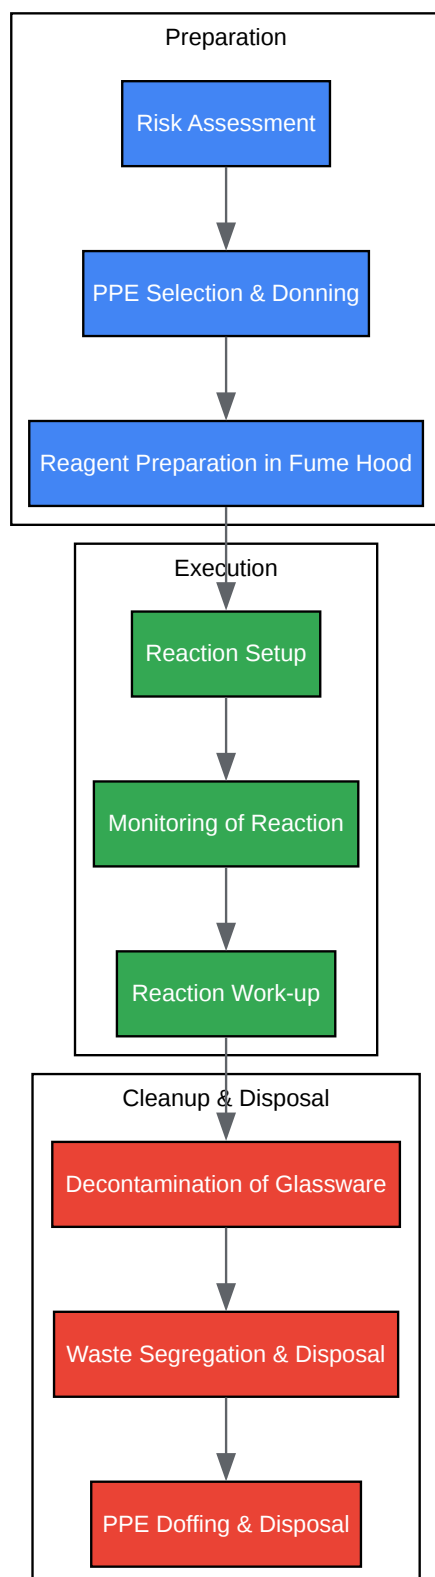 Preparation
Risk Assessment
PPE Selection & Donning
Reagent Preparation in Fume Hood
Execution
Reaction Setup
Monitoring of Reaction
Reaction Work-up
Cleanup & Disposal
Decontamination of Glassware
Waste Segregation & Disposal
PPE Doffing & Disposal